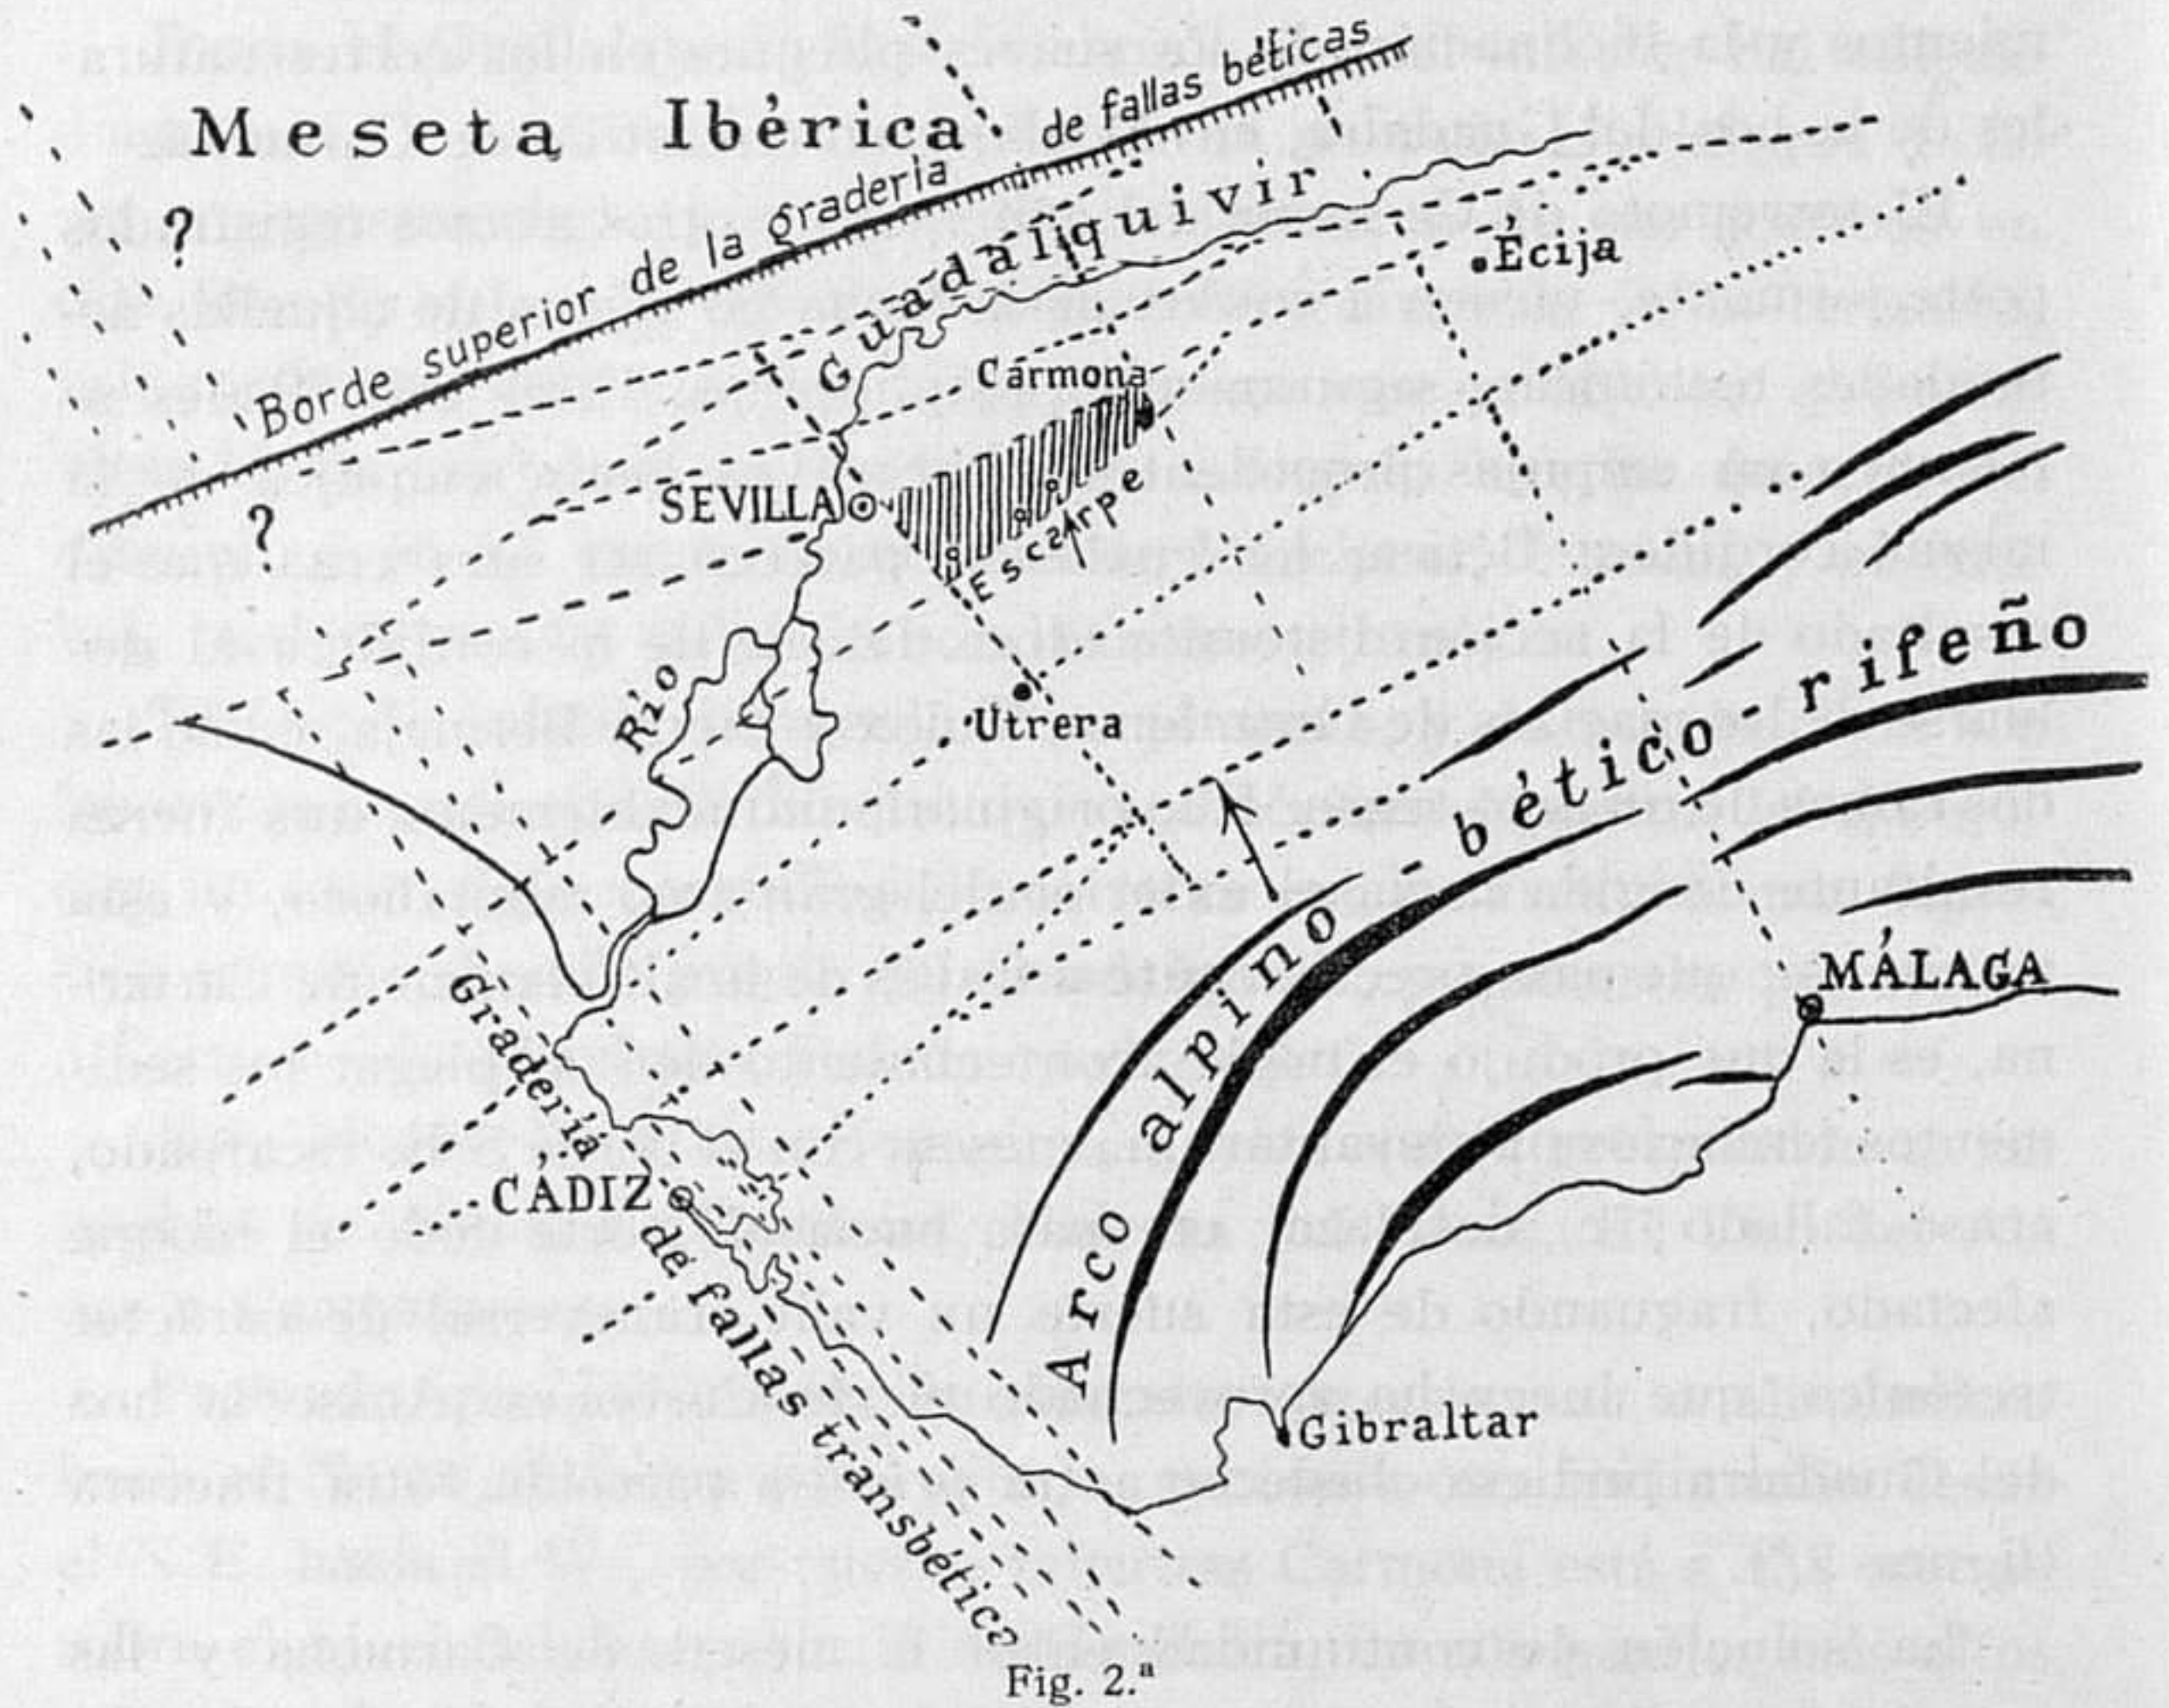 Meseta Ibérica
Borde superior de la gradería de fallas béticas
?
?
Río Guadalquivir
Écija
Carmona
SEVILLA
Escarpe
Utrera
Arco alpino - bético - rifeño
MÁLAGA
Gradería de fallas transbética
CÁDIZ
Gibraltar
Fig. 2.ª